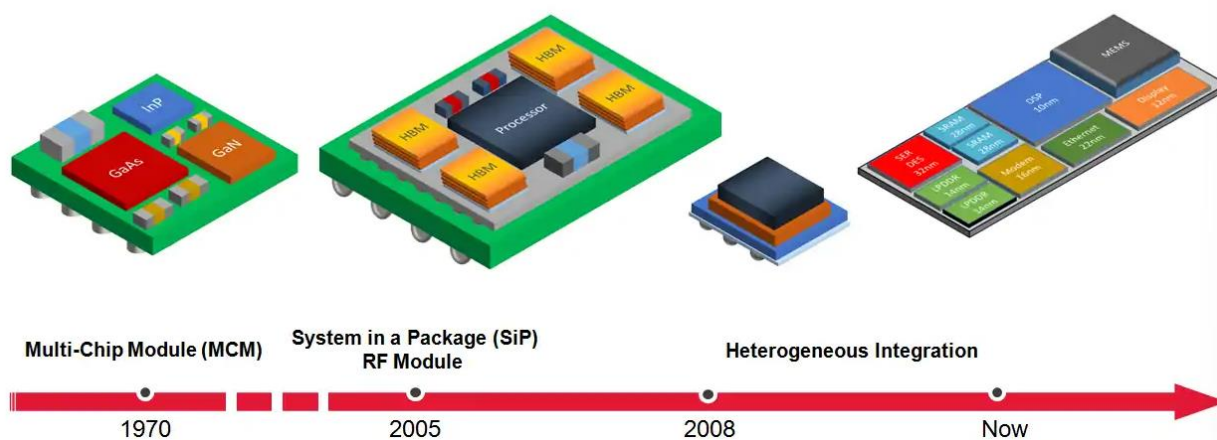 InP
GaAs
GaN
HBM
HBM
HBM
HBM
Processor
MEMS
DSP
10nm
Display
12nm
SRAM
28nm
SRAM
28nm
Ethernet
22nm
SER
DES
32nm
Modem
16nm
LPDDR
14nm
LPDDR
14nm
Multi-Chip Module (MCM)
System in a Package (SiP)
RF Module
Heterogeneous Integration
1970
2005
2008
Now